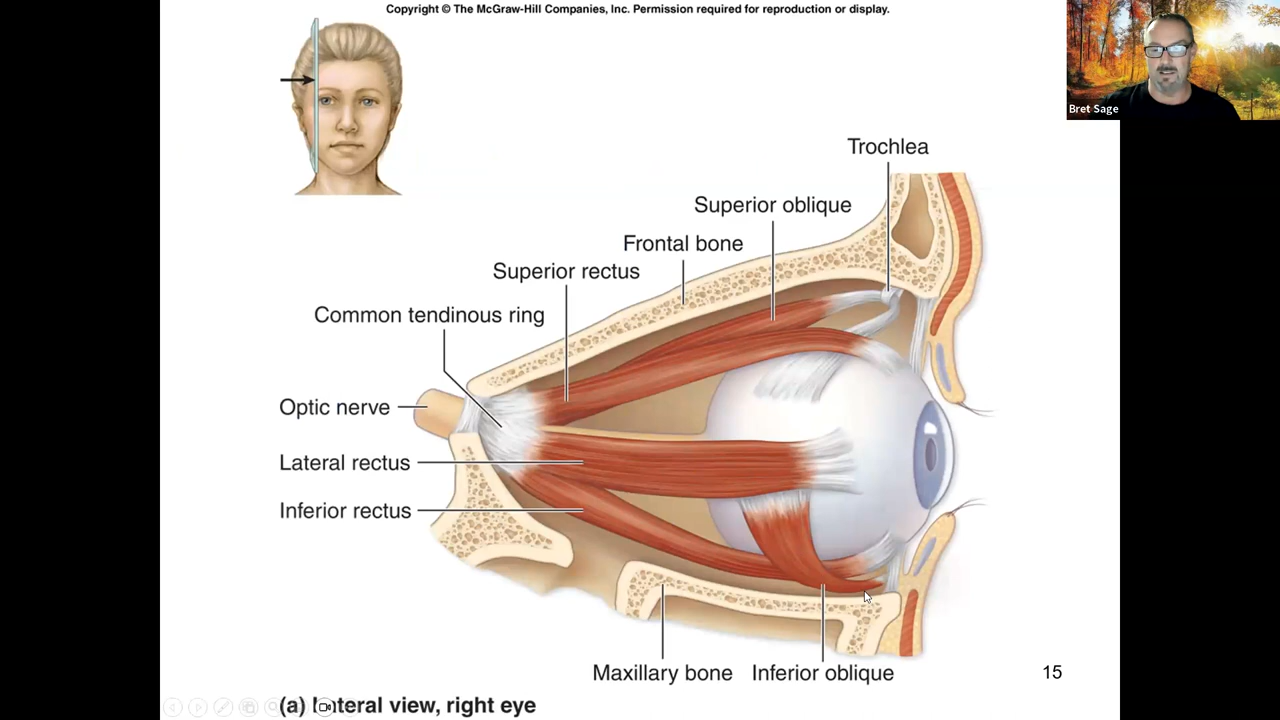 Copyright © The McGraw-Hill Companies, Inc. Permission required for reproduction or display.
Bret Sage
Trochlea
Superior oblique
Frontal bone
Superior rectus
Common tendinous ring
Optic nerve
Lateral rectus
Inferior rectus
Maxillary bone
Inferior oblique
15
(a) lateral view, right eye